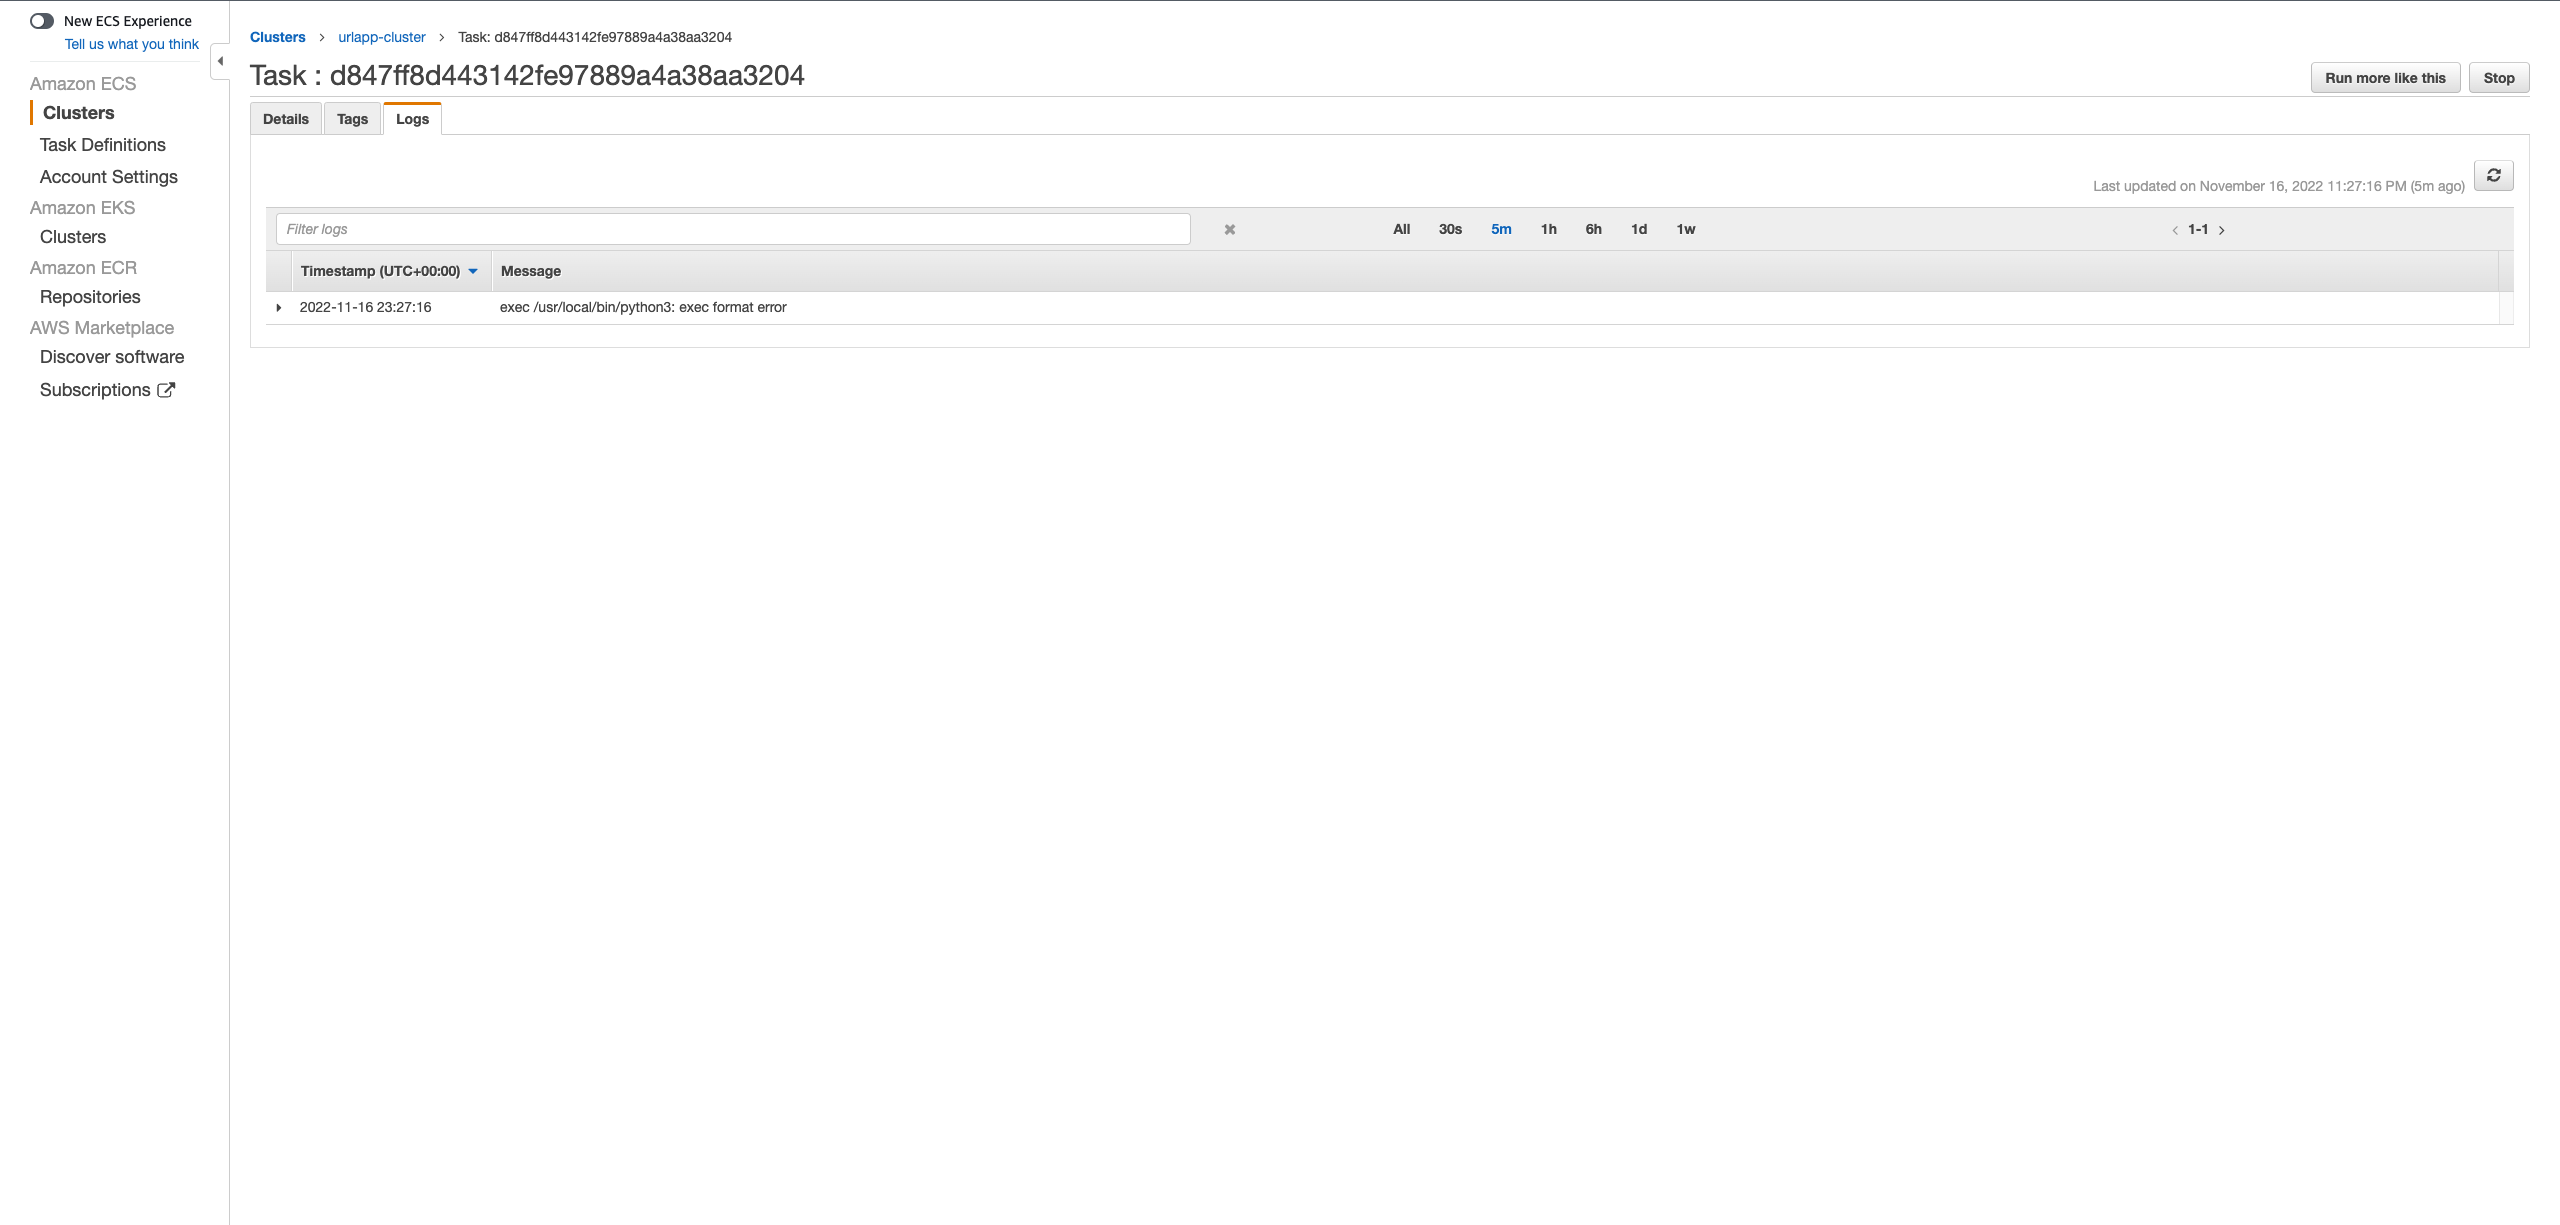 New ECS Experience
Tell us what you think
Amazon ECS
Clusters
Task Definitions
Account Settings
Amazon EKS
Clusters
Amazon ECR
Repositories
AWS Marketplace
Discover software
Subscriptions
Clusters > urlapp-cluster > Task: d847ff8d443142fe97889a4a38aa3204
Task : d847ff8d443142fe97889a4a38aa3204
Run more like this Stop
Details Tags Logs
Last updated on November 16, 2022 11:27:16 PM (5m ago)
Filter logs All 30s 5m 1h 6h 1d 1w < 1-1 >
Timestamp (UTC+00:00) Message
2022-11-16 23:27:16 exec /usr/local/bin/python3: exec format error